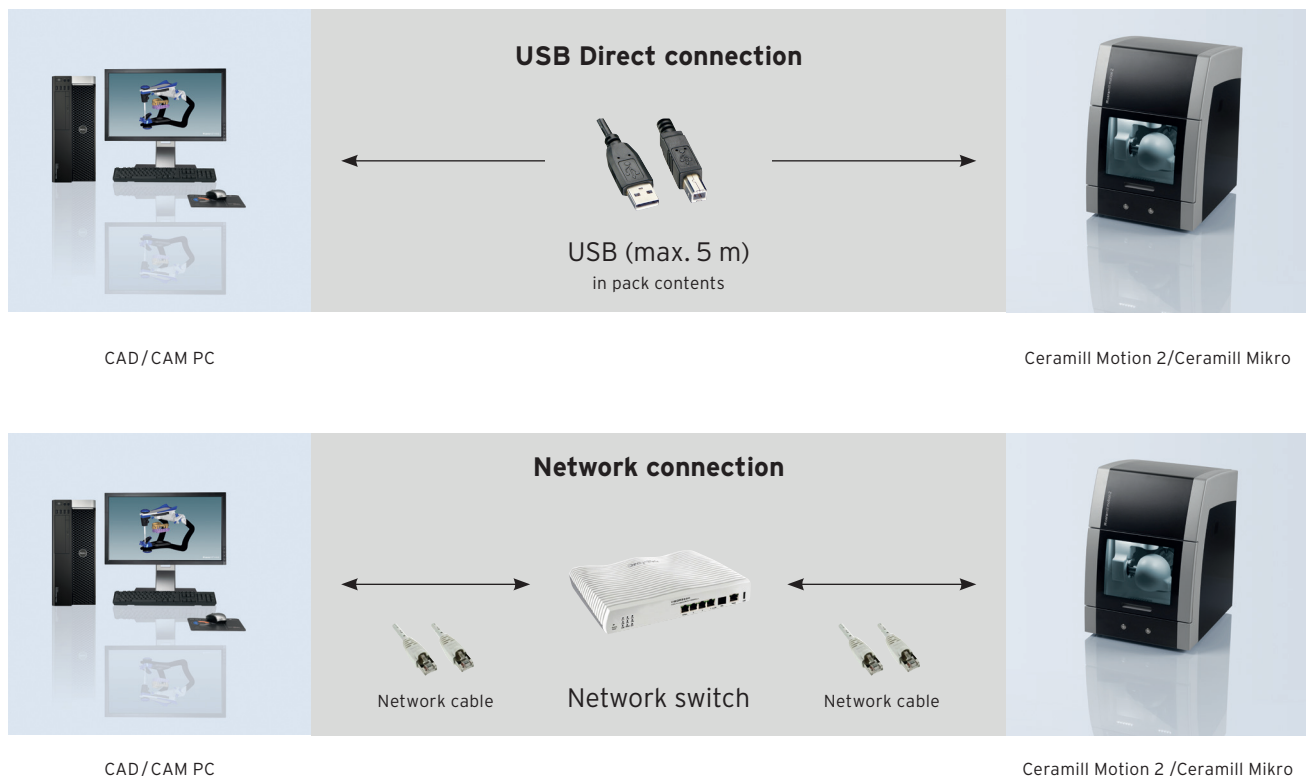 USB Direct connection
USB (max. 5 m)
in pack contents
CAD/CAM PC
Ceramill Motion 2/Ceramill Mikro
Network connection
Network cable
Network switch
Network cable
CAD/CAM PC
Ceramill Motion 2 /Ceramill Mikro